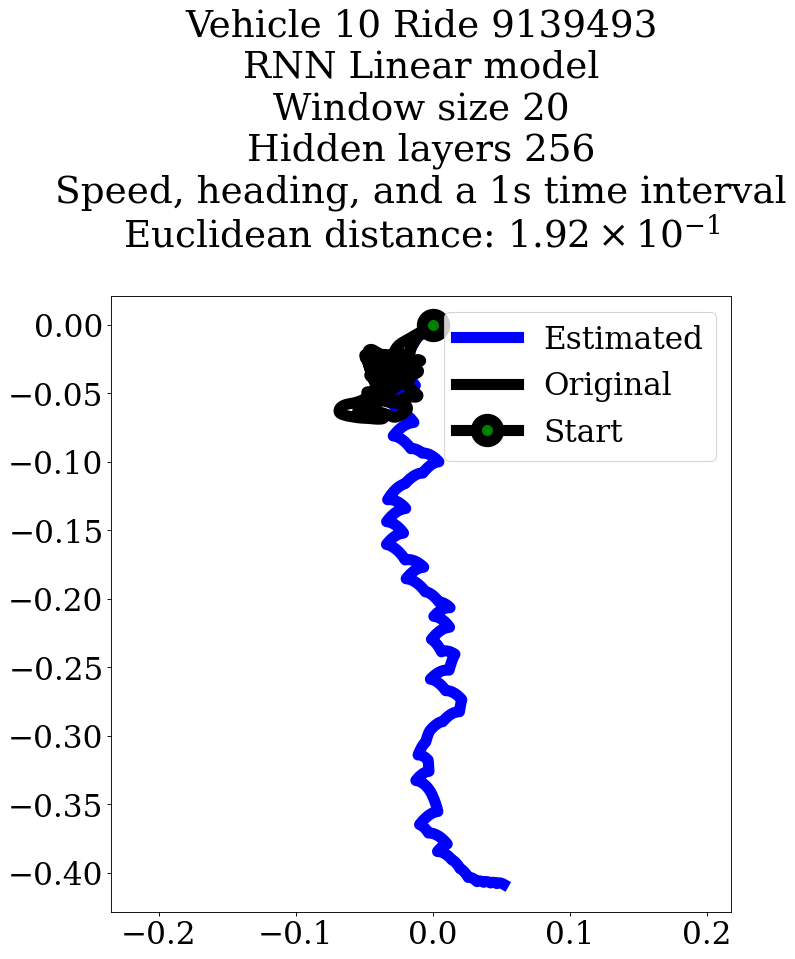 Vehicle 10 Ride 9139493
RNN Linear model
Window size 20
Hidden layers 256
Speed, heading, and a 1s time interval
Euclidean distance: 1.92 × 10⁻¹
Estimated
Original
Start
0.00
−0.05
−0.10
−0.15
−0.20
−0.25
−0.30
−0.35
−0.40
−0.2 −0.1 0.0 0.1 0.2